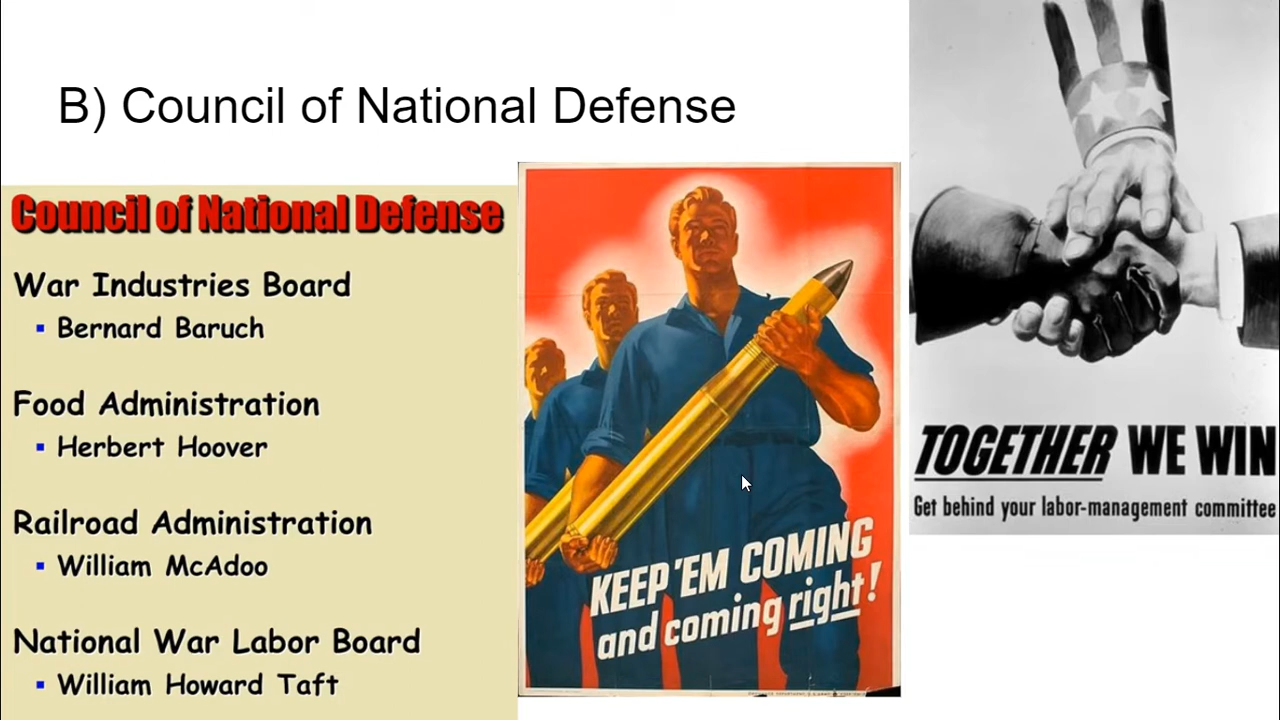 B) Council of National Defense
Council of National Defense
War Industries Board
▪ Bernard Baruch
Food Administration
▪ Herbert Hoover
Railroad Administration
▪ William McAdoo
National War Labor Board
▪ William Howard Taft
KEEP 'EM COMING
and coming right!
TOGETHER WE WIN
Get behind your labor-management committee